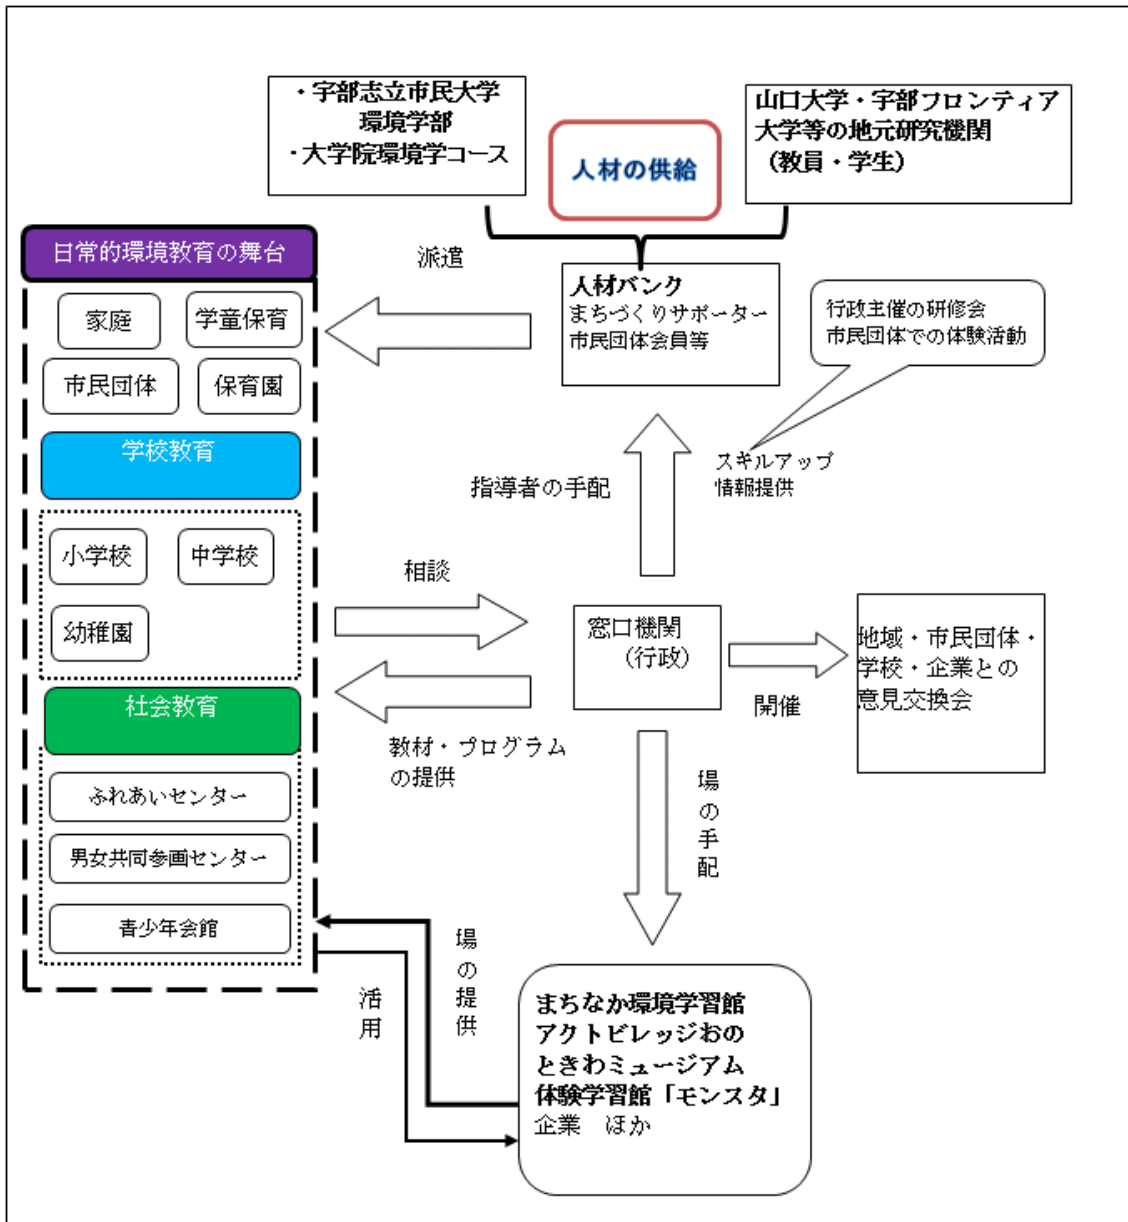 ・宇部志立市民大学
環境学部
・大学院環境学コース
人材の供給
山口大学・宇部フロンティア
大学等の地元研究機関
(教員・学生)
日常的環境教育の舞台
派遣
人材バンク
まちづくりサポーター
市民団体会員等
行政主催の研修会
市民団体での体験活動
家庭
学童保育
市民団体
保育園
学校教育
指導者の手配
スキルアップ
情報提供
小学校
中学校
幼稚園
相談
窓口機関
(行政)
地域・市民団体・
学校・企業との
意見交換会
開催
社会教育
教材・プログラム
の提供
場の手配
ふれあいセンター
男女共同参画センター
青少年会館
場の提供
活用
まちなか環境学習館
アクトビレッジおの
ときわミュージアム
体験学習館「モンスタ」
企業　ほか